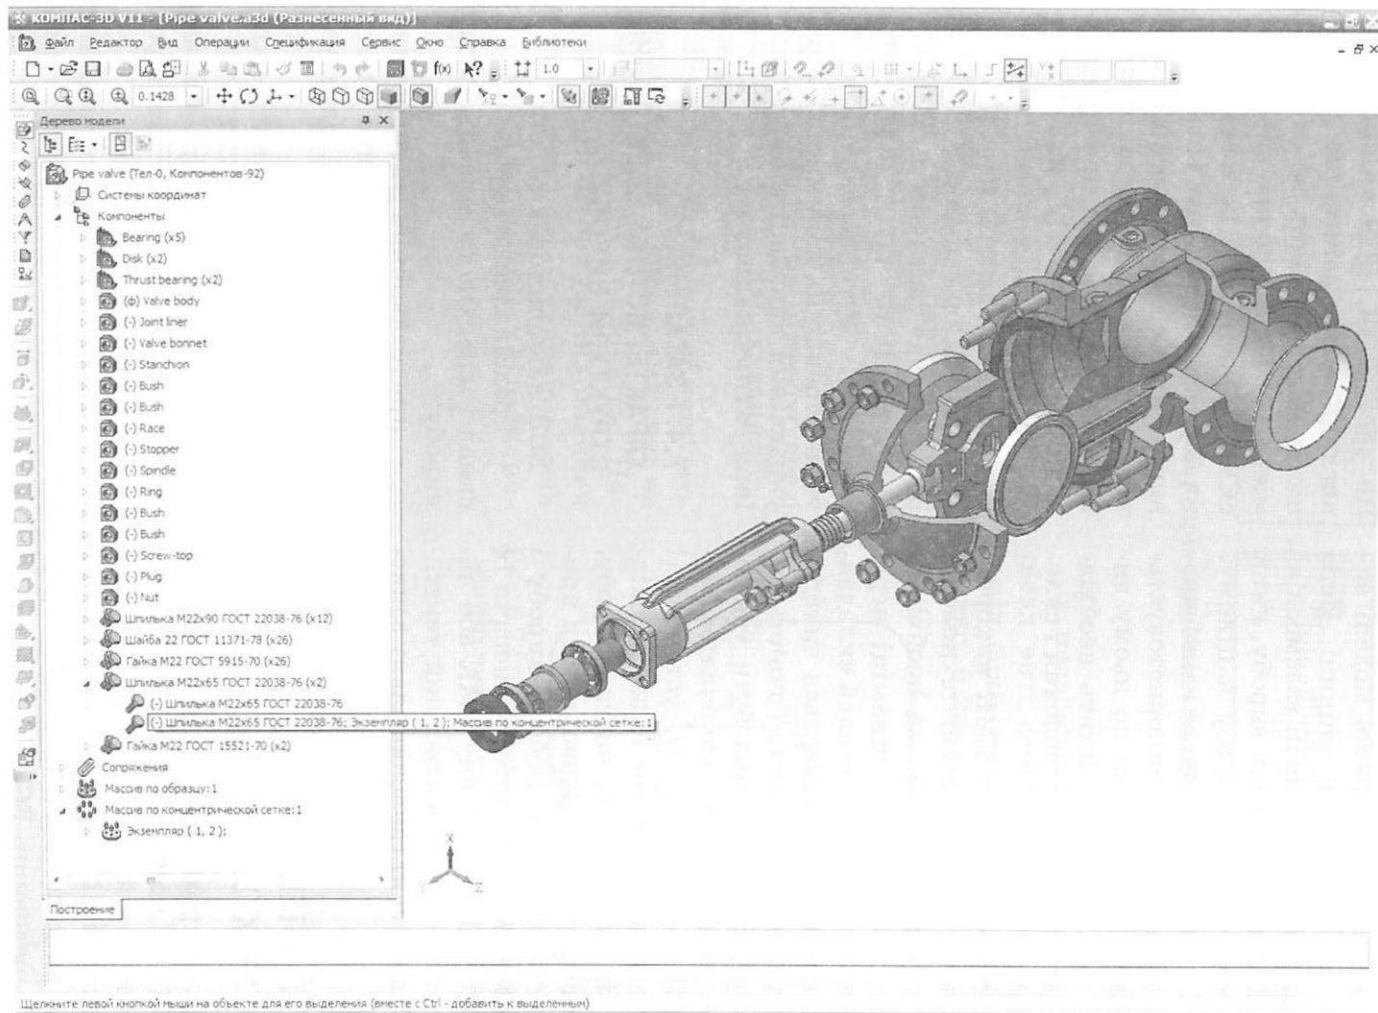 КОМПАС-3D V11 - [Pipe valve.a3d (Разнесенный вид)]
Файл Редактор Вид Операции Спецификация Сервис Окно Справка Библиотеки
1.0
0.1428
Дерево модели
Pipe valve (Тел-0, Компонентов-92)
Системы координат
Компоненты
Bearing (x5)
Disk (x2)
Thrust bearing (x2)
(ф) Valve body
(-) Joint liner
(-) Valve bonnet
(-) Stanchion
(-) Bush
(-) Bush
(-) Race
(-) Stopper
(-) Spindle
(-) Ring
(-) Bush
(-) Bush
(-) Screw-top
(-) Plug
(-) Nut
Шпилька М22х90 ГОСТ 22038-76 (x12)
Шайба 22 ГОСТ 11371-78 (x26)
Гайка М22 ГОСТ 5915-70 (x26)
Шпилька М22х65 ГОСТ 22038-76 (x2)
(-) Шпилька М22х65 ГОСТ 22038-76
(-) Шпилька М22х65 ГОСТ 22038-76; Экземпляр ( 1, 2 ); Массив по концентрической сетке:1
Гайка М22 ГОСТ 15521-70 (x2)
Сопряжения
Массив по образцу:1
Массив по концентрической сетке:1
Экземпляр ( 1, 2 );
X
Y
Z
Построение
Щелкните левой кнопкой мыши на объекте для его выделения (вместе с Ctrl - добавить к выделенным)